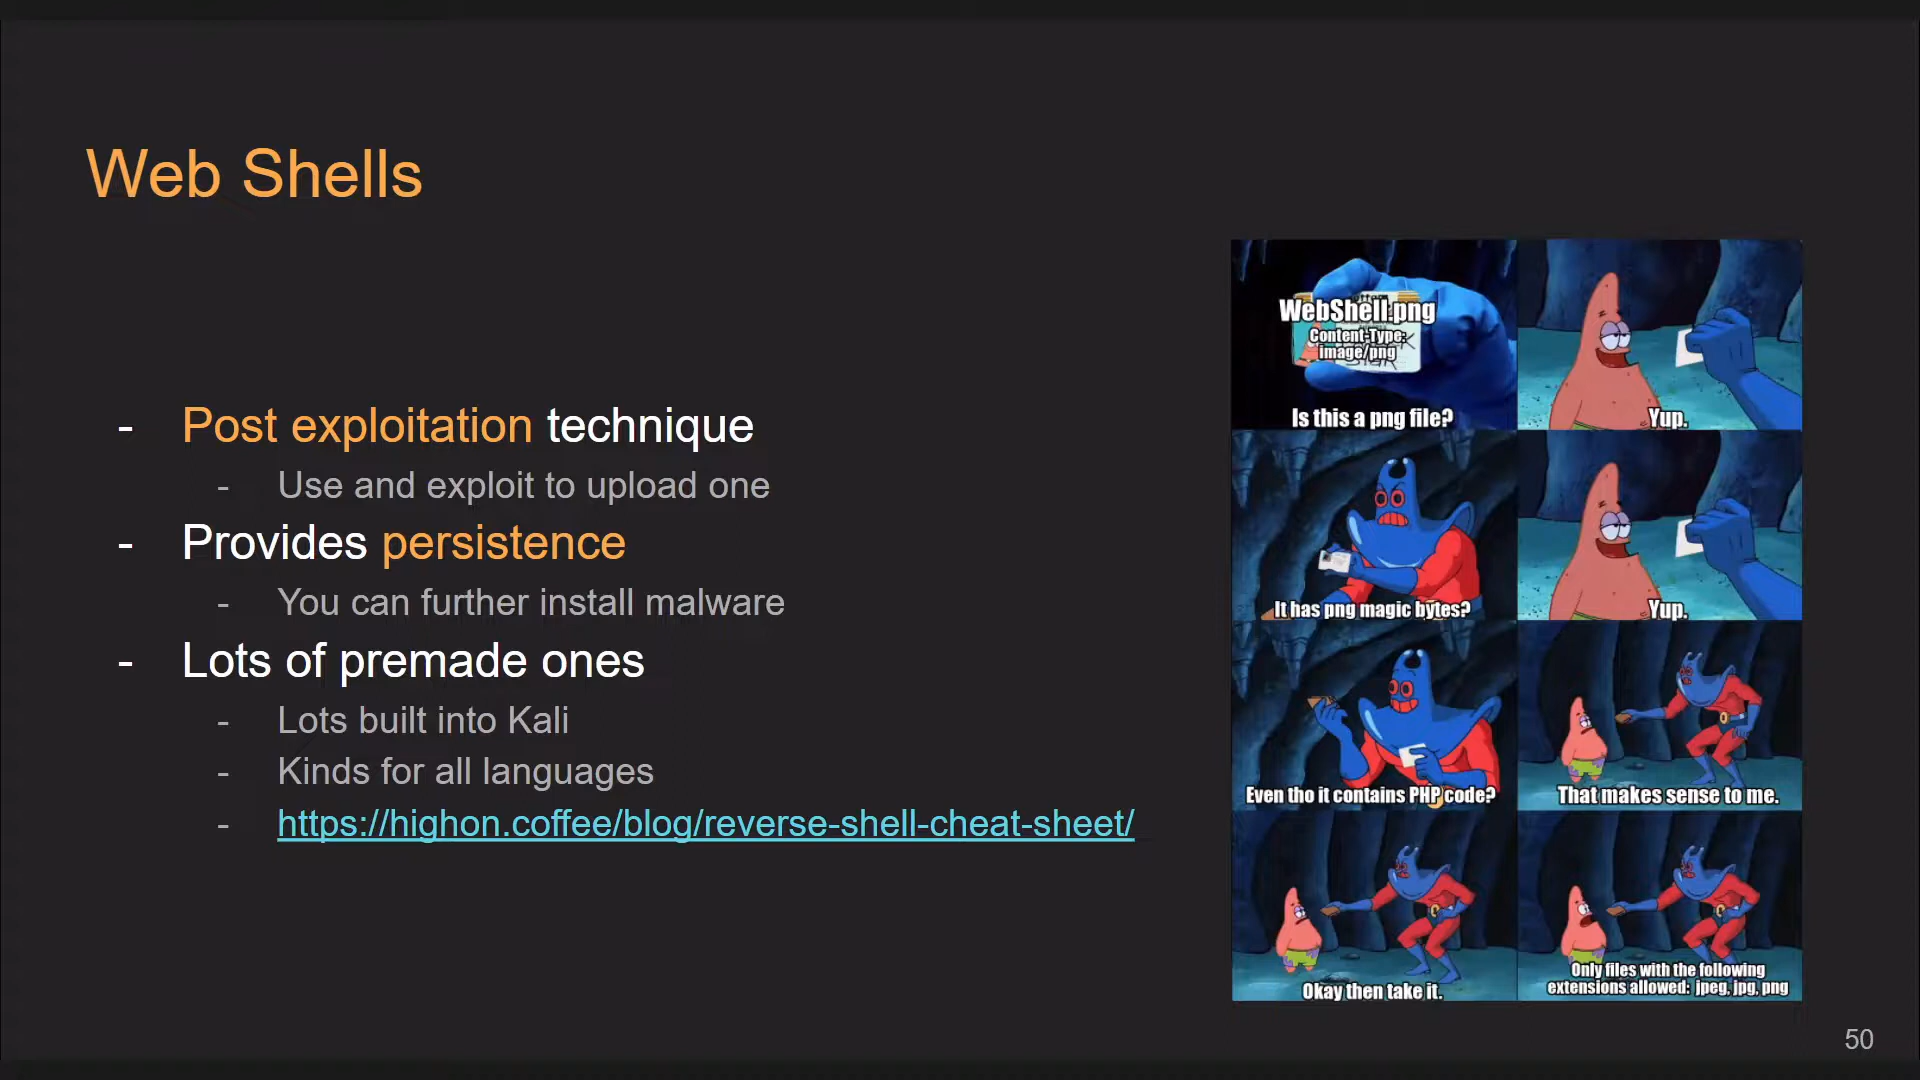 Web Shells
- Post exploitation technique
- Use and exploit to upload one
- Provides persistence
- You can further install malware
- Lots of premade ones
- Lots built into Kali
- Kinds for all languages
- https://highon.coffee/blog/reverse-shell-cheat-sheet/
WebShell.png
Content-Type:
image/png
Is this a png file?
Yup.
It has png magic bytes?
Yup.
Even tho it contains PHP code?
That makes sense to me.
Okay then take it.
Only files with the following
extensions allowed: jpeg, jpg, png
50